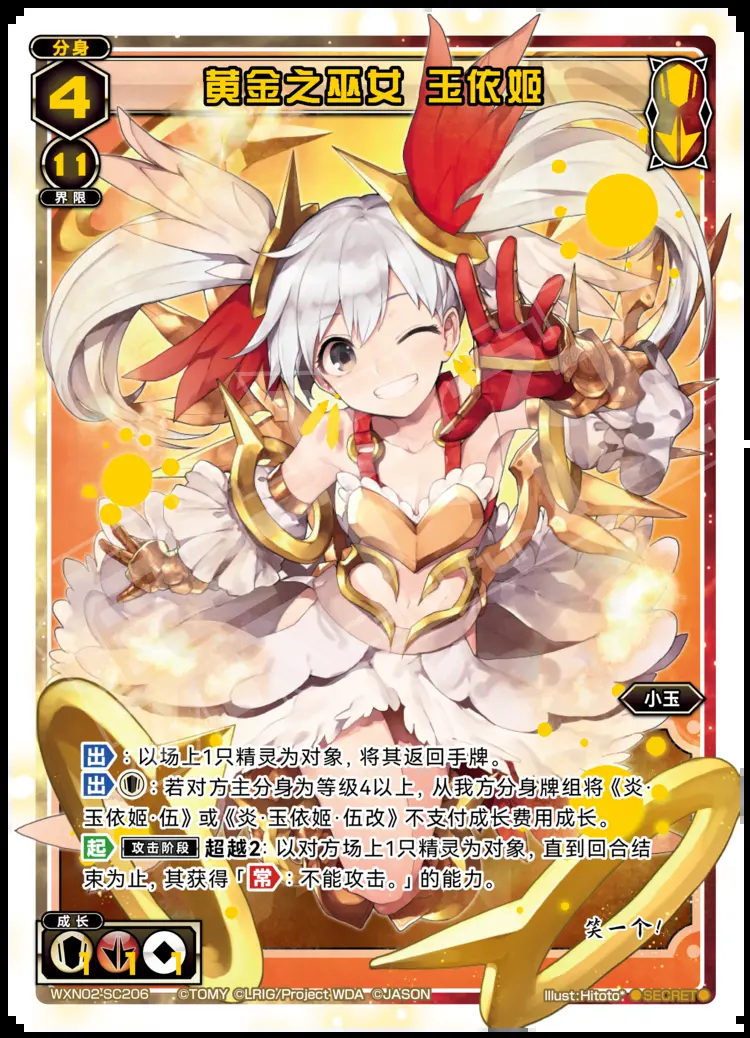 分身
4
黄金之巫女 玉依姬
11
界限
小玉
出：以场上1只精灵为对象，将其返回手牌。
出：若对方主分身为等级4以上，从我方分身牌组将《炎·
玉依姬·伍》或《炎·玉依姬·伍改》不支付成长费用成长。
起 攻击阶段 超越2：以对方场上1只精灵为对象，直到回合结
束为止，其获得「常：不能攻击。」的能力。
笑一个！
成长
1 1 1
WXN02-SC206 ©TOMY ©LRIG/Project WDA ©JASON Illust:Hitoto* ●SECRET●